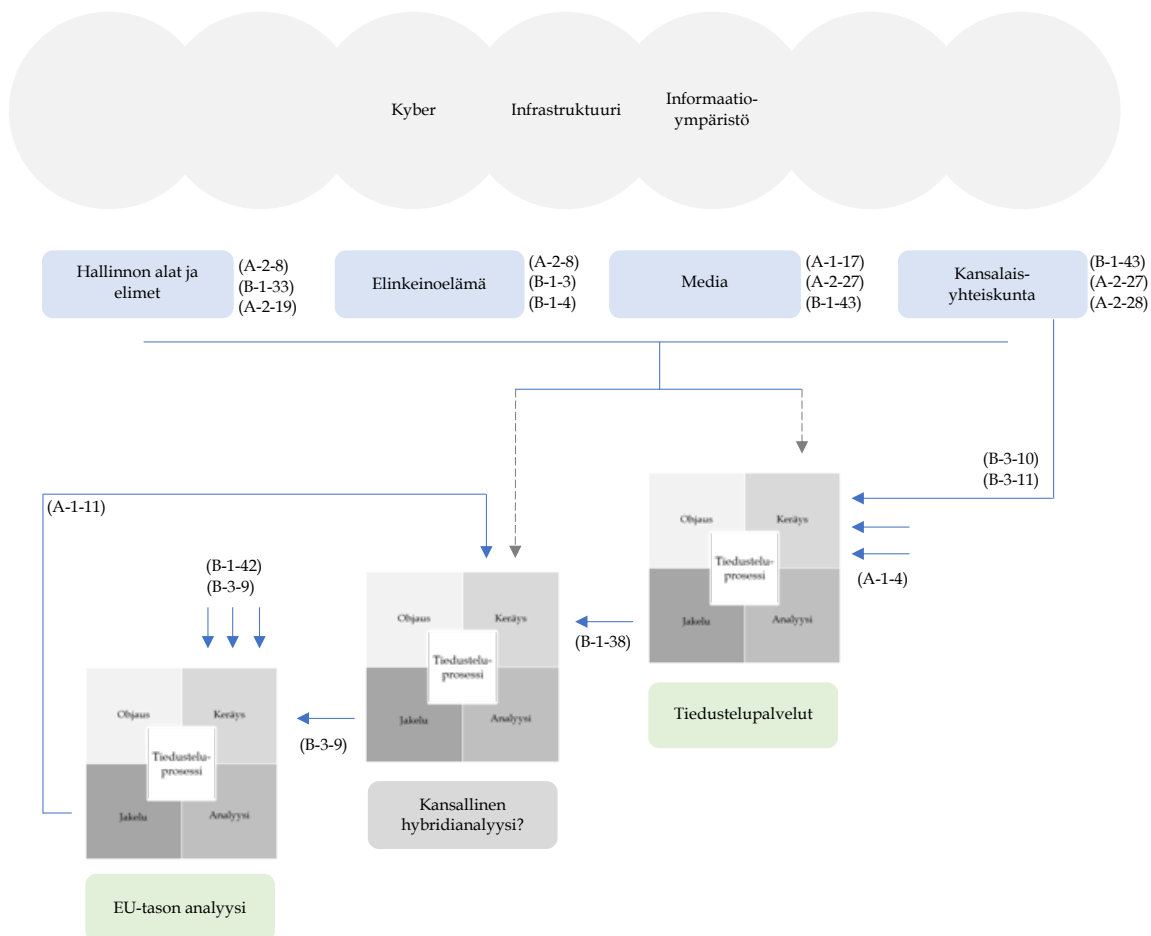 Kyber
Infrastruktuuri
Informaatio-
ympäristö
Hallinnon alat ja
elimet
(A-2-8)
(B-1-33)
(A-2-19)
Elinkeinoelämä
(A-2-8)
(B-1-3)
(B-1-4)
Media
(A-1-17)
(A-2-27)
(B-1-43)
Kansalais-
yhteiskunta
(B-1-43)
(A-2-27)
(A-2-28)
(B-3-10)
(B-3-11)
(A-1-4)
Ohjaus
Keräys
Tiedustelu-
prosessi
Jakelu
Analyysi
Tiedustelupalvelut
(B-1-38)
(A-1-11)
Ohjaus
Keräys
Tiedustelu-
prosessi
Jakelu
Analyysi
Kansallinen
hybridianalyysi?
(B-3-9)
(B-1-42)
(B-3-9)
Ohjaus
Keräys
Tiedustelu-
prosessi
Jakelu
Analyysi
EU-tason analyysi